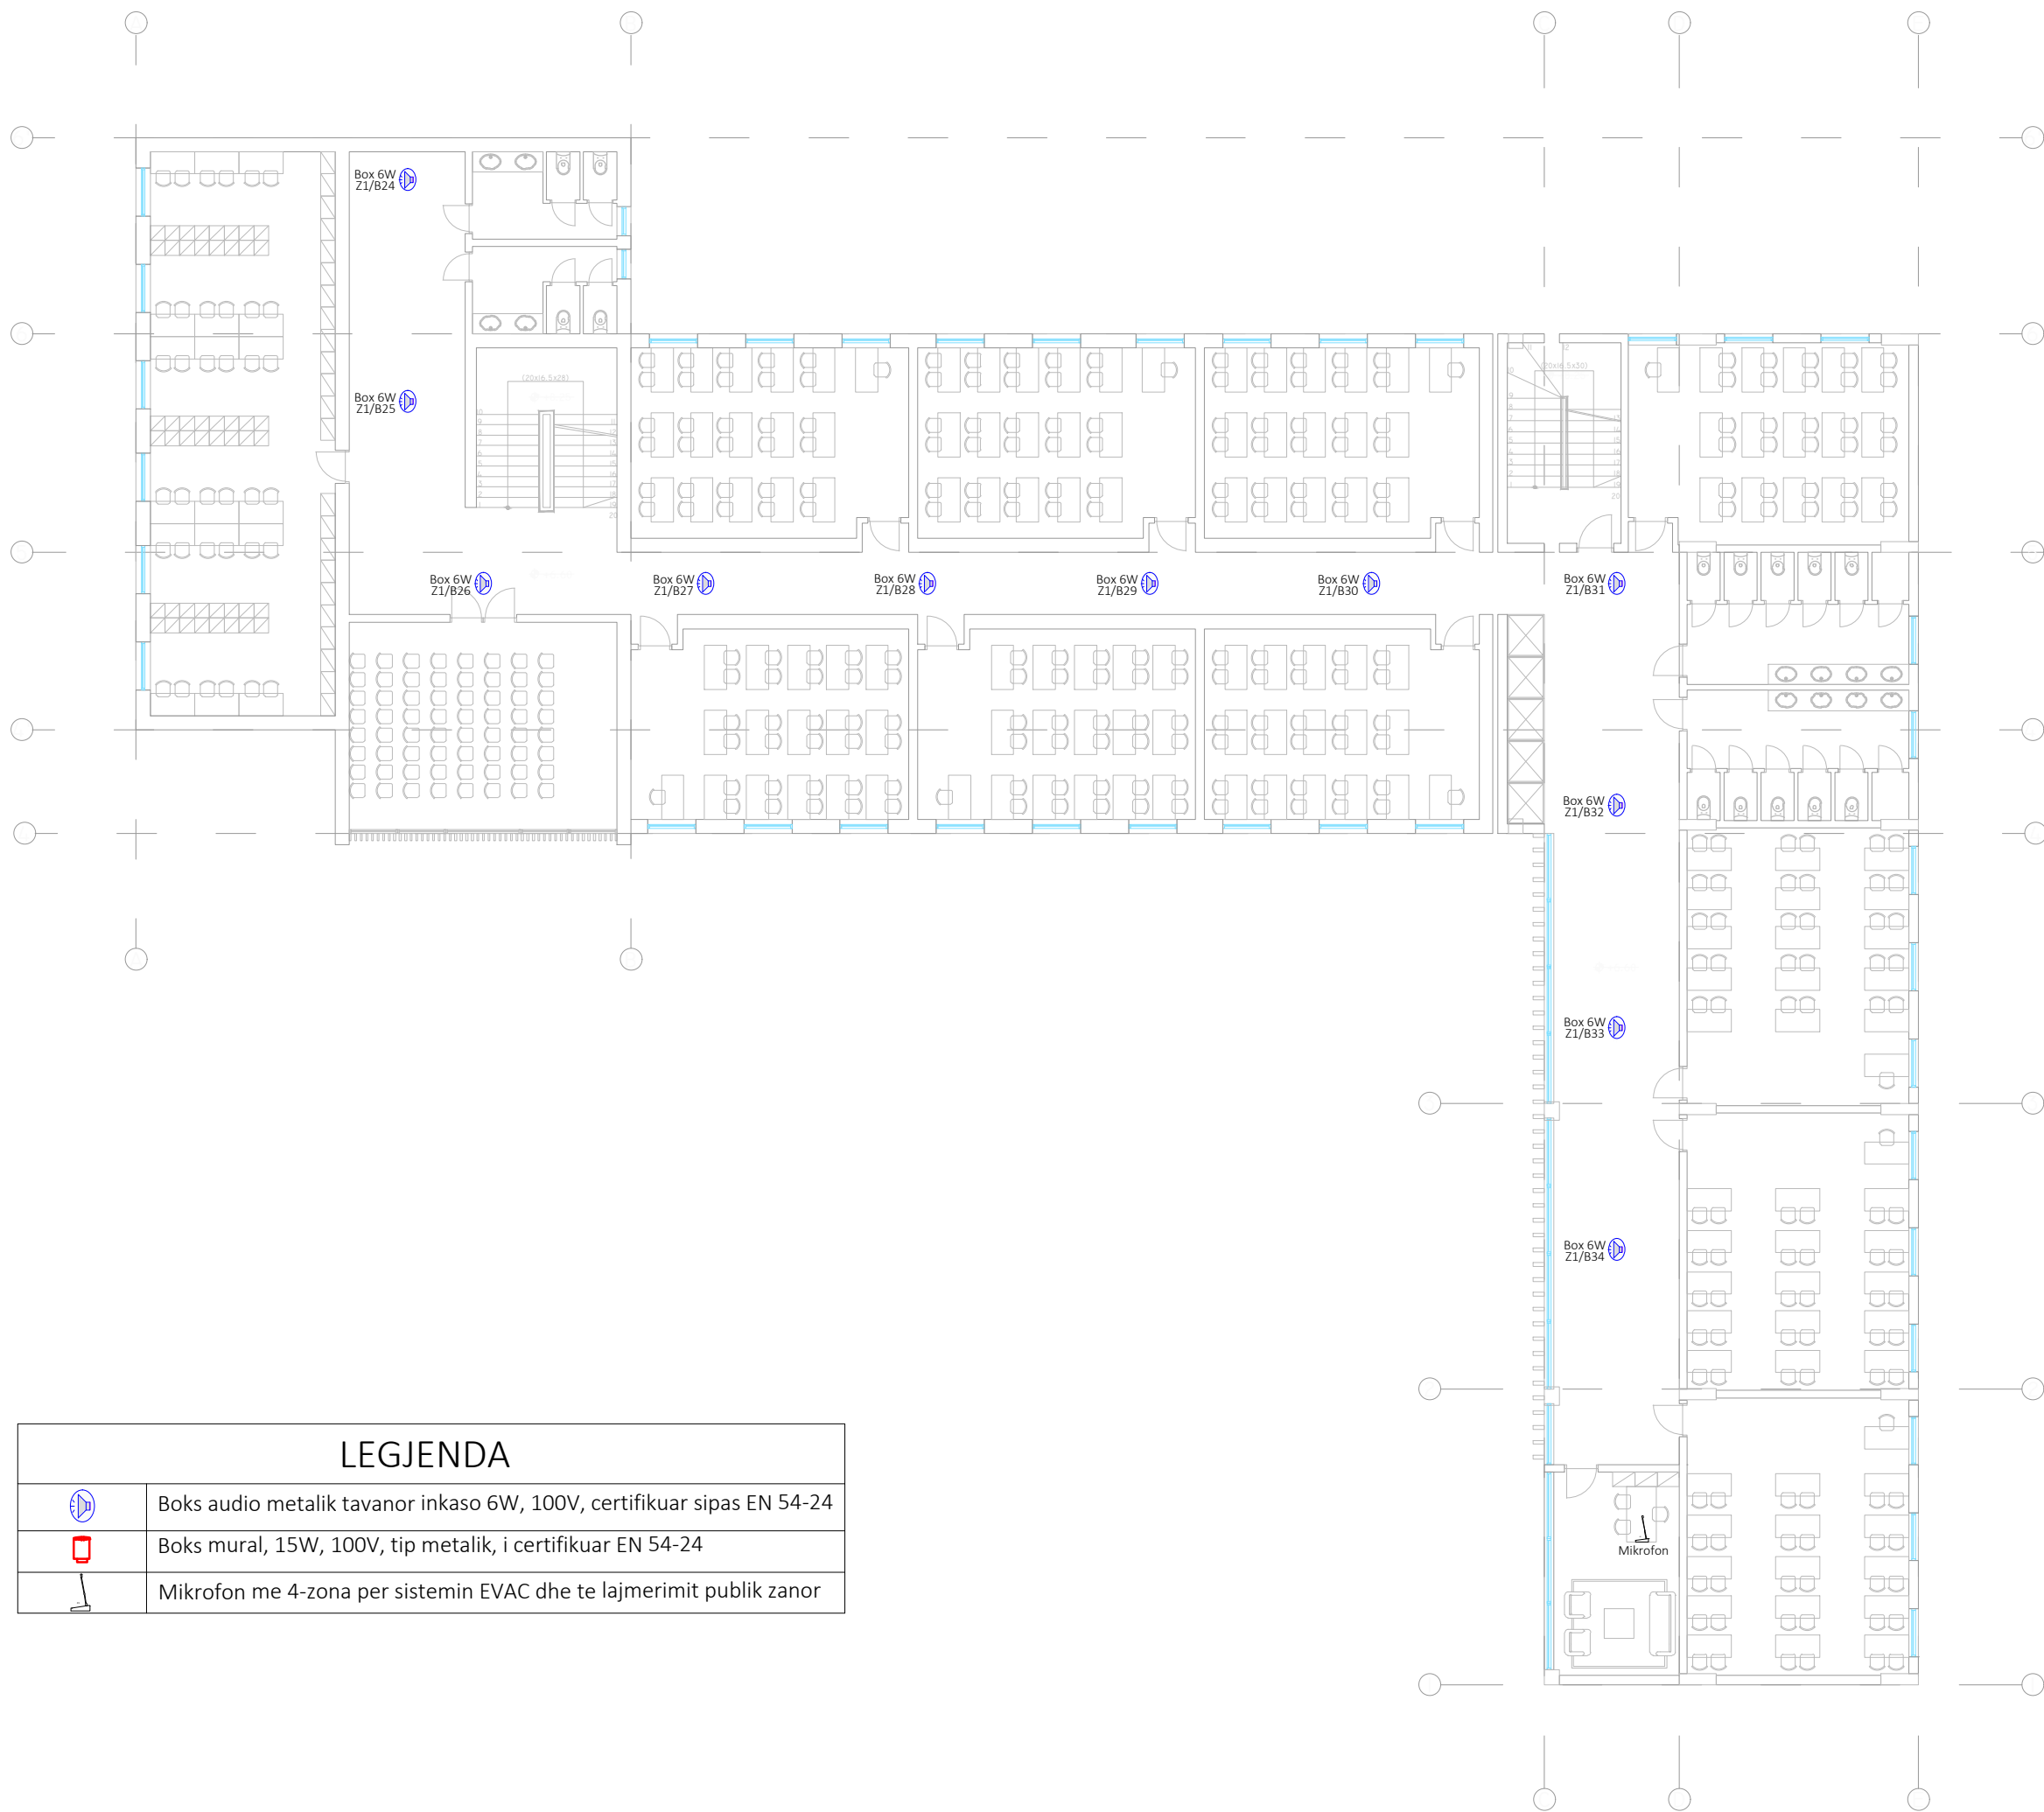 Box 6W
Z1/B24
(20x16,5x28)
(20x16,5x30)
Box 6W
Z1/B25
Box 6W
Z1/B26
Box 6W
Z1/B27
Box 6W
Z1/B28
Box 6W
Z1/B29
Box 6W
Z1/B30
Box 6W
Z1/B31
Box 6W
Z1/B32
Box 6W
Z1/B33
Box 6W
Z1/B34
Mikrofon
LEGJENDA
Boks audio metalik tavanor inkaso 6W, 100V, certifikuar sipas EN 54-24
Boks mural, 15W, 100V, tip metalik, i certifikuar EN 54-24
Mikrofon me 4-zona per sistemin EVAC dhe te lajmerimit publik zanor